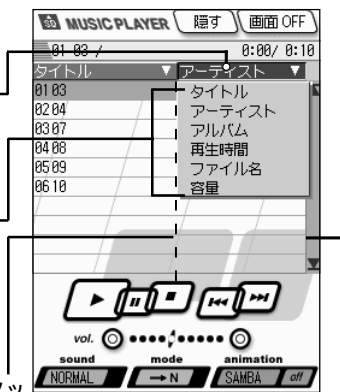 MUSIC PLAYER 隠す 画面 OFF
01 03 / 0:00/ 0:10
タイトル ▼ アーティスト ▼
01 03
02 04
03 07
04 08
05 09
06 10
タイトル
アーティスト
アルバム
再生時間
ファイル名
容量
vol.
sound mode animation
NORMAL → N SAMBA off